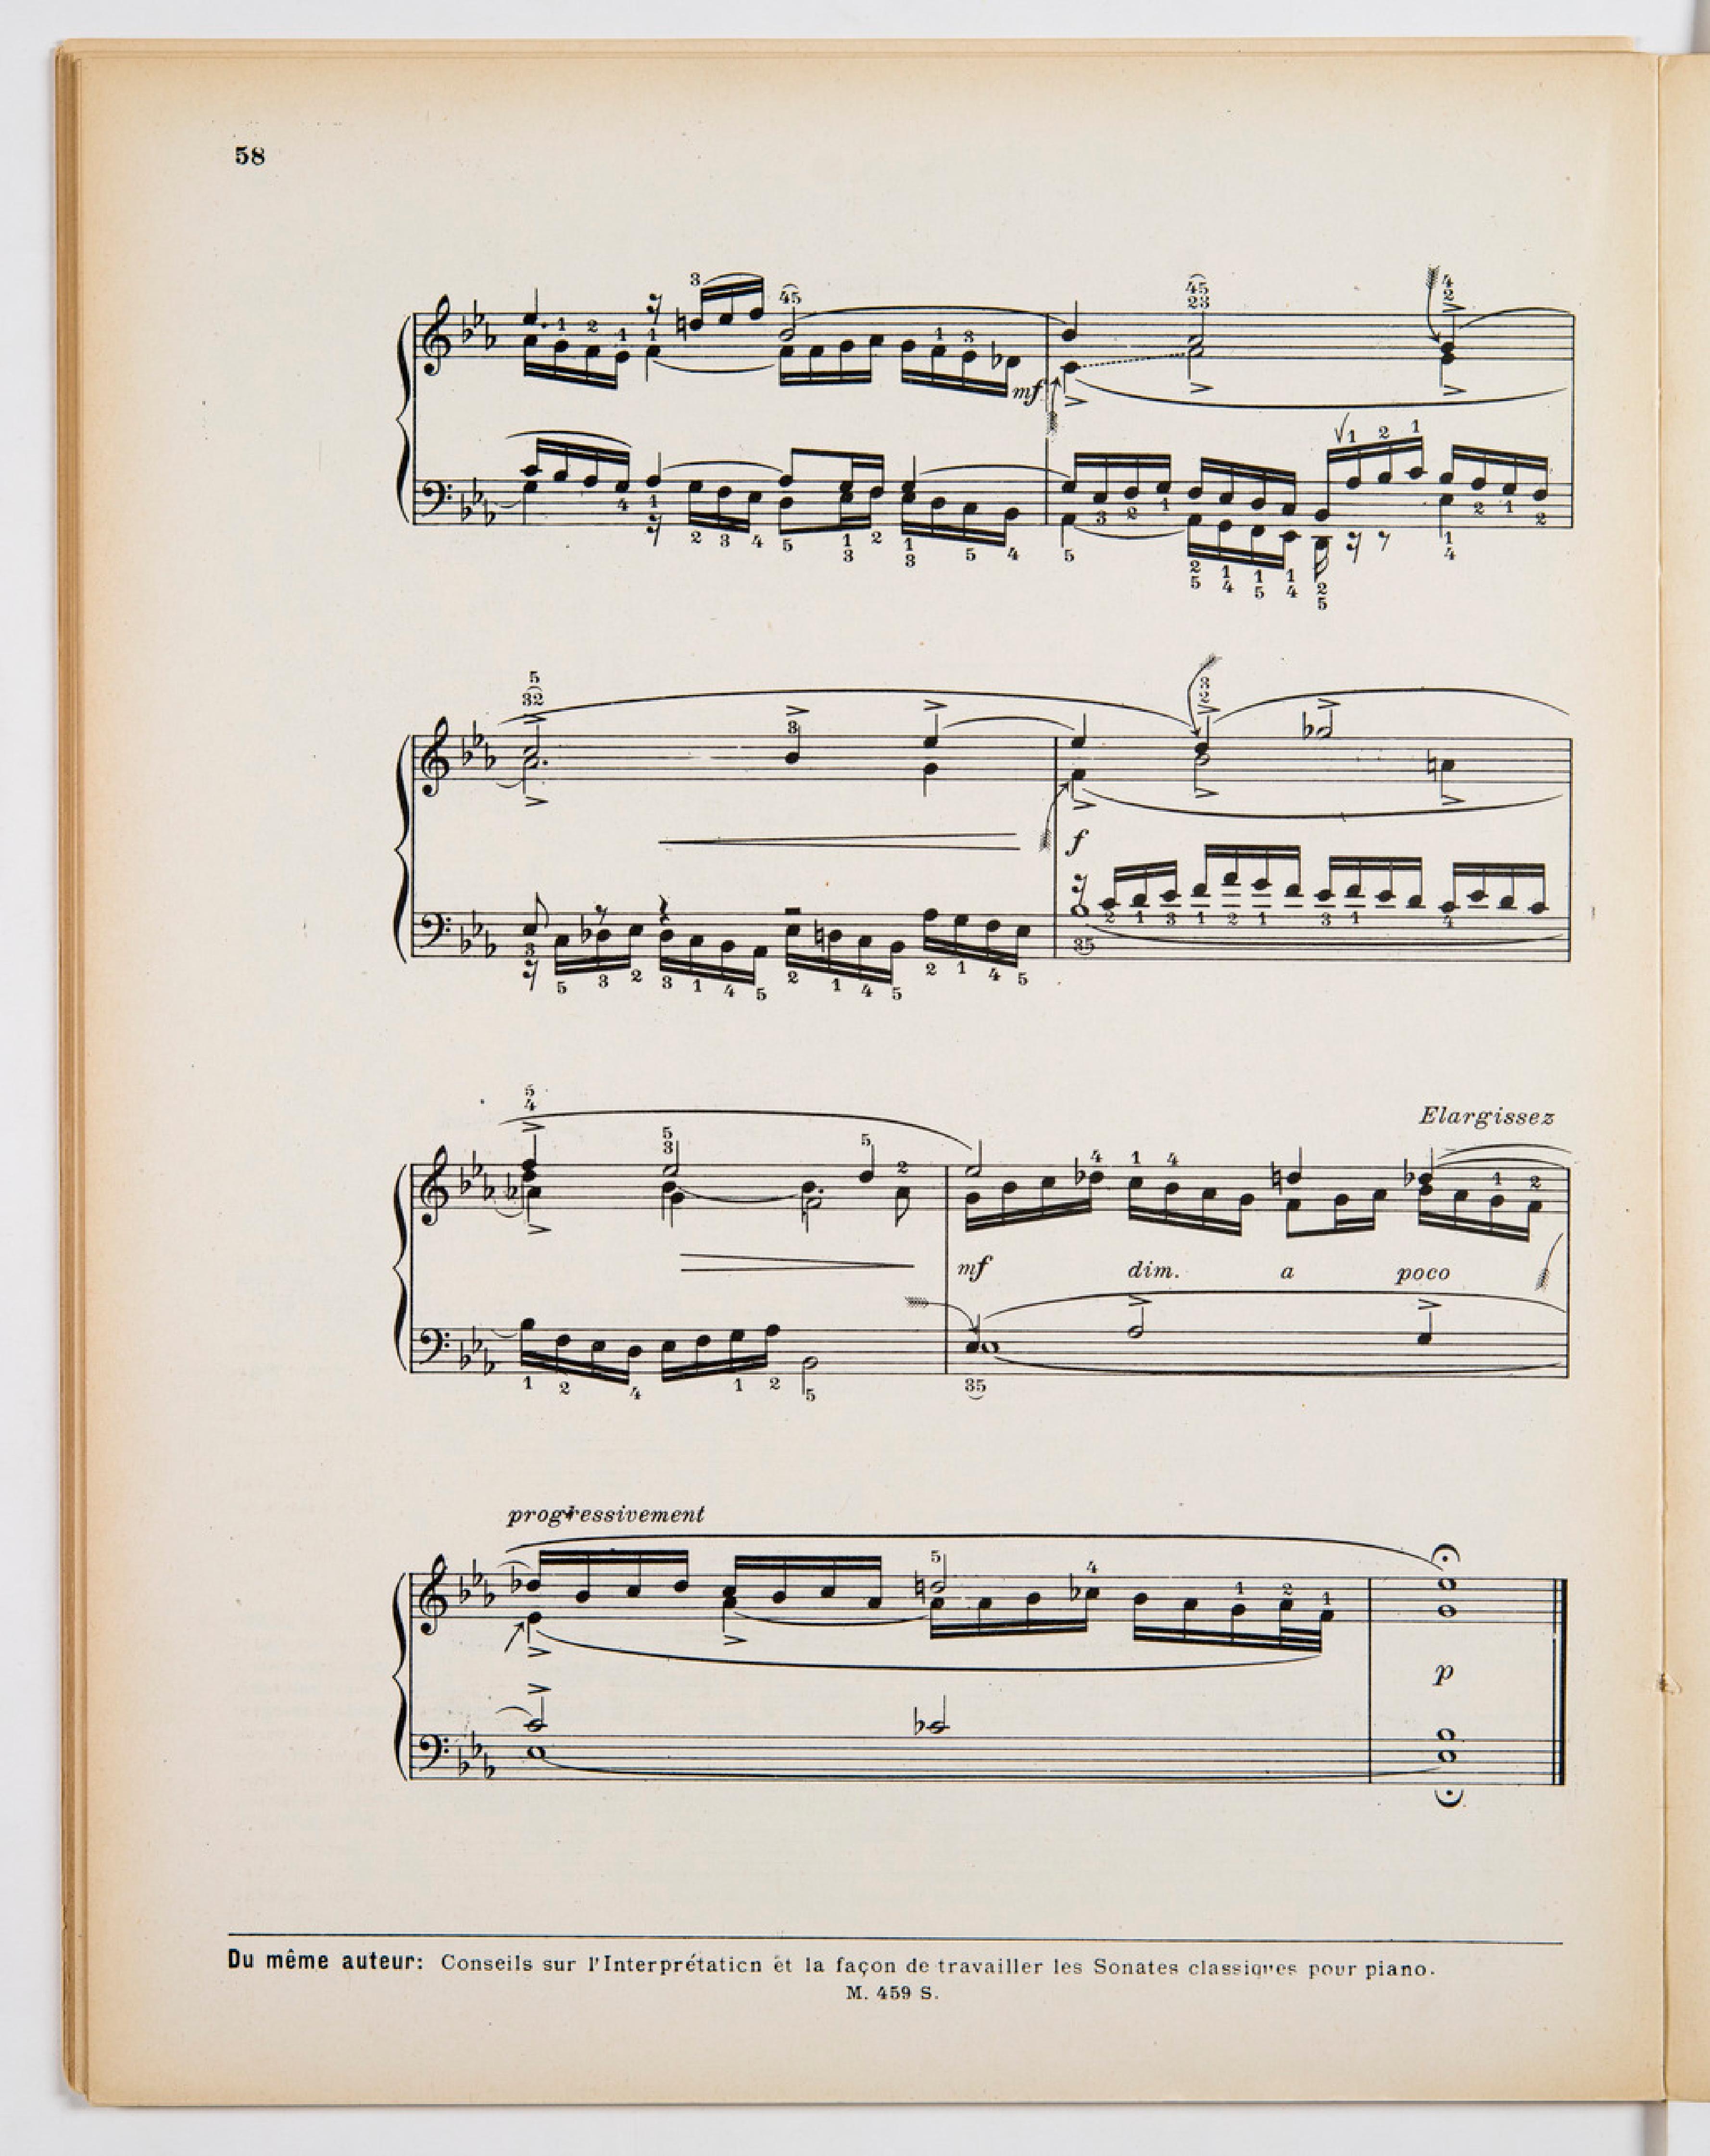 58
mf
f
Elargissez
mf dim. a poco
progressivement
p
Du même auteur: Conseils sur l'Interprétation et la façon de travailler les Sonates classiques pour piano.
M. 459 S.